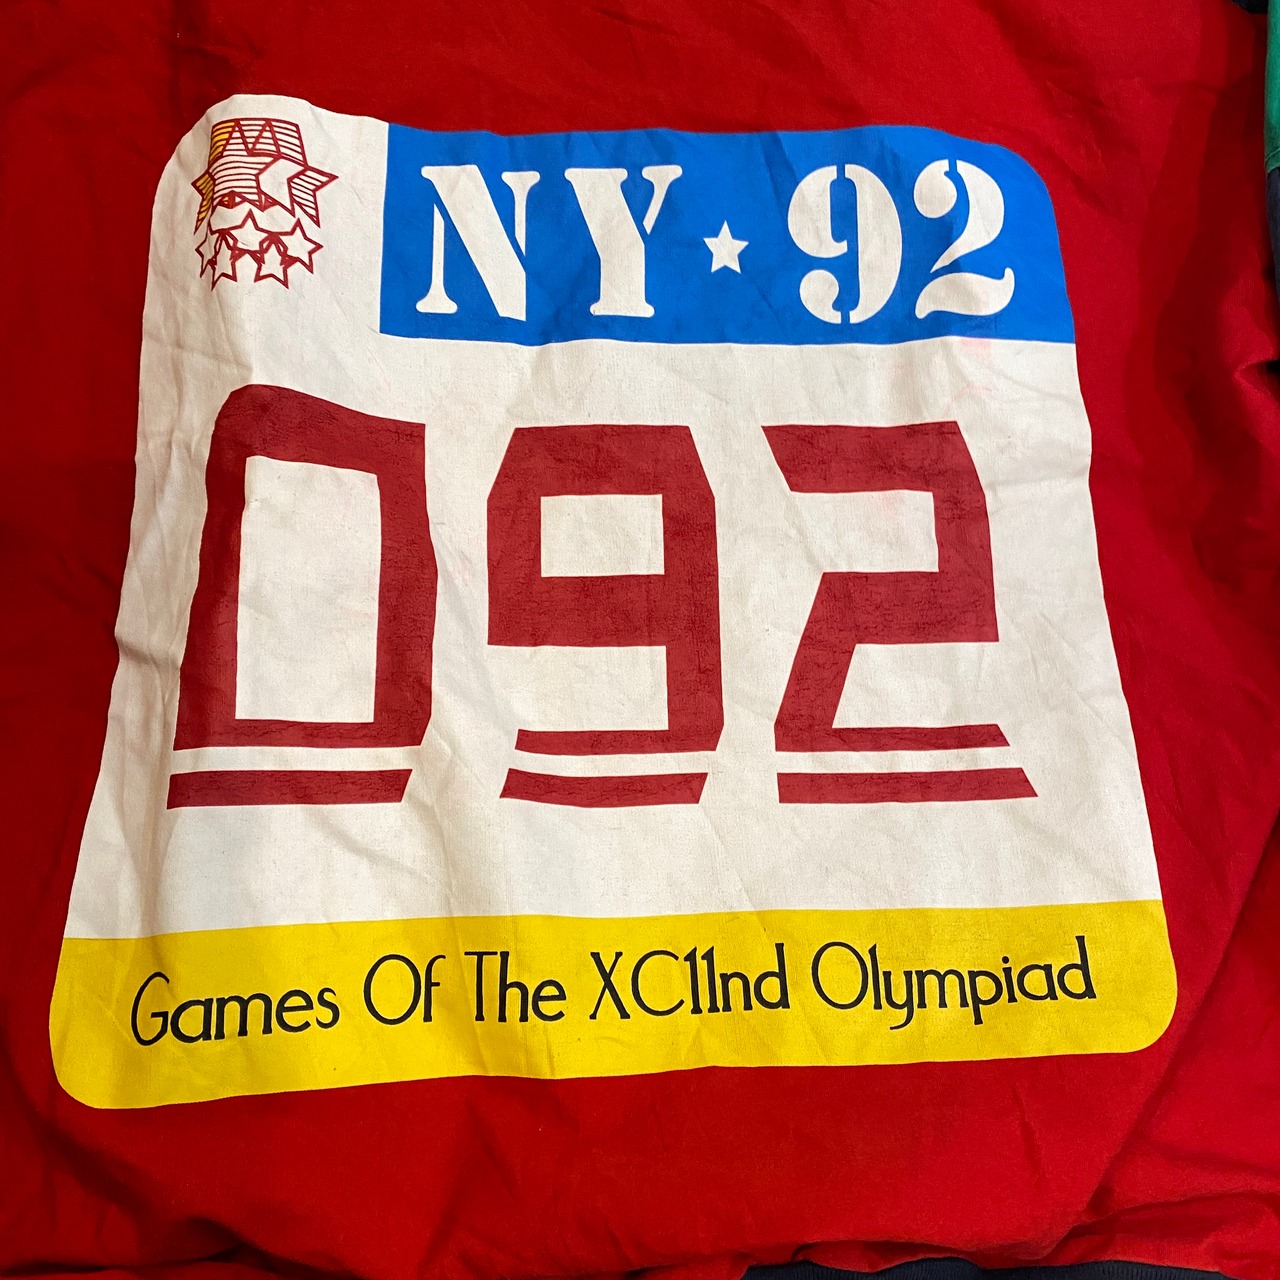 NY★92
092
Games Of The XC11nd Olympiad